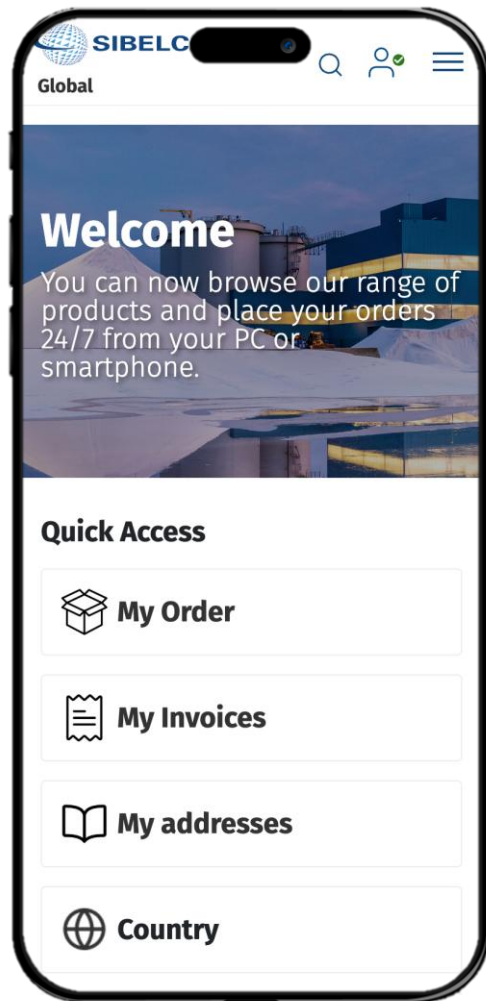 SIBELC
Global
Welcome
You can now browse our range of
products and place your orders
24/7 from your PC or
smartphone.
Quick Access
My Order
My Invoices
My addresses
Country